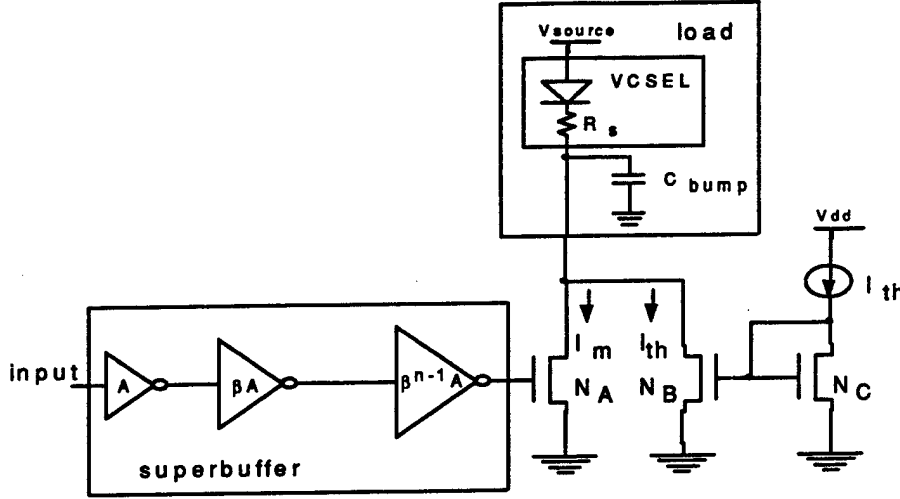 Vsource
load
VCSEL
R s
C bump
Vdd
I th
I m
I th
input
A
βA
β n-1 A
N A
N B
N C
superbuffer